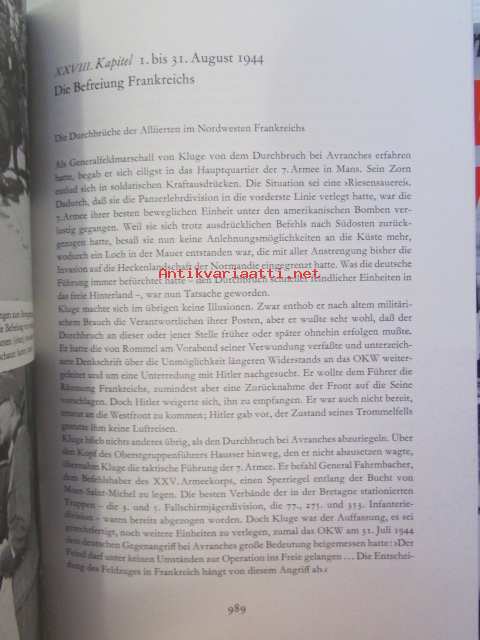 XXVIII. Kapitel 1. bis 31. August 1944
Die Befreiung Frankreichs
Die Durchbrüche der Alliierten im Nordwesten Frankreichs
Als Generalfeldmarschall von Kluge von dem Durchbruch bei Avranches erfahren
hatte, begab er sich eiligst in das Hauptquartier der 7. Armee in Mans. Sein Zorn
entlud sich in soldatischen Kraftausdrücken. Die Situation sei eine ›Riesensauerei‹.
Dadurch, daß sie die Panzerlehrdivision in die vorderste Linie verlegt hatte, war die
7. Armee ihrer besten beweglichen Einheit unter den amerikanischen Bomben ver-
lustig gegangen. Weil sie sich trotz ausdrücklichen Befehls nach Südosten zurück-
gezogen hatte, besaß sie nun keine Anlehnungsmöglichkeiten an die Küste mehr,
wodurch ein Loch in der Mauer entstanden war, die mit aller Anstrengung bisher die
Invasion auf die Heckenlandschaft der Normandie eingegrenzt hatte. Was die deutsche
Führung immer befürchtet hatte – den Durchbruch schneller feindlicher Einheiten in
das freie Hinterland –, war nun Tatsache geworden.
Kluge machte sich im übrigen keine Illusionen. Zwar enthob er nach altem militäri-
schem Brauch die Verantwortlichen ihrer Posten, aber er wußte sehr wohl, daß der
Durchbruch an dieser oder jener Stelle früher oder später ohnehin erfolgen mußte.
Er hatte die von Rommel am Vorabend seiner Verwundung verfaßte und unterzeich-
nete Denkschrift über die Unmöglichkeit längeren Widerstands an das OKW weiter-
geleitet und um eine Unterredung mit Hitler nachgesucht. Er wollte dem Führer die
Räumung Frankreichs, zumindest aber eine Zurücknahme der Front auf die Seine
vorschlagen. Doch Hitler weigerte sich, ihn zu empfangen. Er war auch nicht bereit,
erneut an die Westfront zu kommen; Hitler gab vor, der Zustand seines Trommelfells
gestatte ihm keine Luftreisen.
Kluge blieb nichts anderes übrig, als den Durchbruch bei Avranches abzuriegeln. Über
den Kopf des Oberstgruppenführers Hausser hinweg, den er nicht abzusetzen wagte,
übernahm Kluge die taktische Führung der 7. Armee. Er befahl General Fahrmbacher,
dem Befehlshaber des XXV. Armeekorps, einen Sperriegel entlang der Bucht von
Mont-Saint-Michel zu legen. Die besten Verbände der in der Bretagne stationierten
Truppen – die 3. und 5. Fallschirmjägerdivision, die 77., 275. und 353. Infanterie-
division – waren bereits abgezogen worden. Doch Kluge war der Auffassung, es sei
gerechtfertigt, noch weitere Einheiten zu verlegen, zumal das OKW am 31. Juli 1944
dem deutschen Gegenangriff bei Avranches große Bedeutung beigemessen hatte: ›Der
Feind darf unter keinen Umständen zur Operation ins Freie gelangen ... Die Entschei-
dung des Feldzuges in Frankreich hängt von diesem Angriff ab.‹
989
Antikvariaatti.net